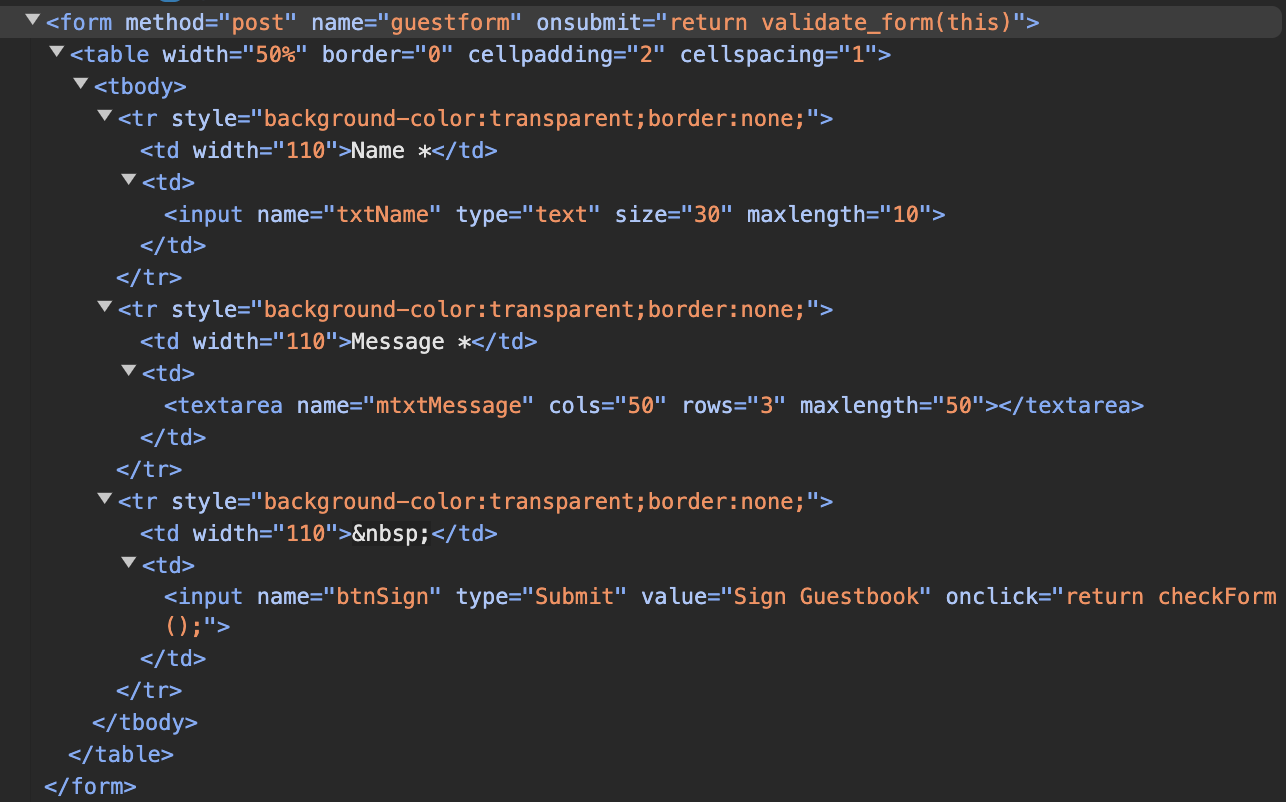 <form method="post" name="guestform" onsubmit="return validate_form(this)">
<table width="50%" border="0" cellpadding="2" cellspacing="1">
<tbody>
<tr style="background-color:transparent;border:none;">
<td width="110">Name *</td>
<td>
<input name="txtName" type="text" size="30" maxlength="10">
</td>
</tr>
<tr style="background-color:transparent;border:none;">
<td width="110">Message *</td>
<td>
<textarea name="mtxtMessage" cols="50" rows="3" maxlength="50"></textarea>
</td>
</tr>
<tr style="background-color:transparent;border:none;">
<td width="110">&nbsp;</td>
<td>
<input name="btnSign" type="Submit" value="Sign Guestbook" onclick="return checkForm
();">
</td>
</tr>
</tbody>
</table>
</form>